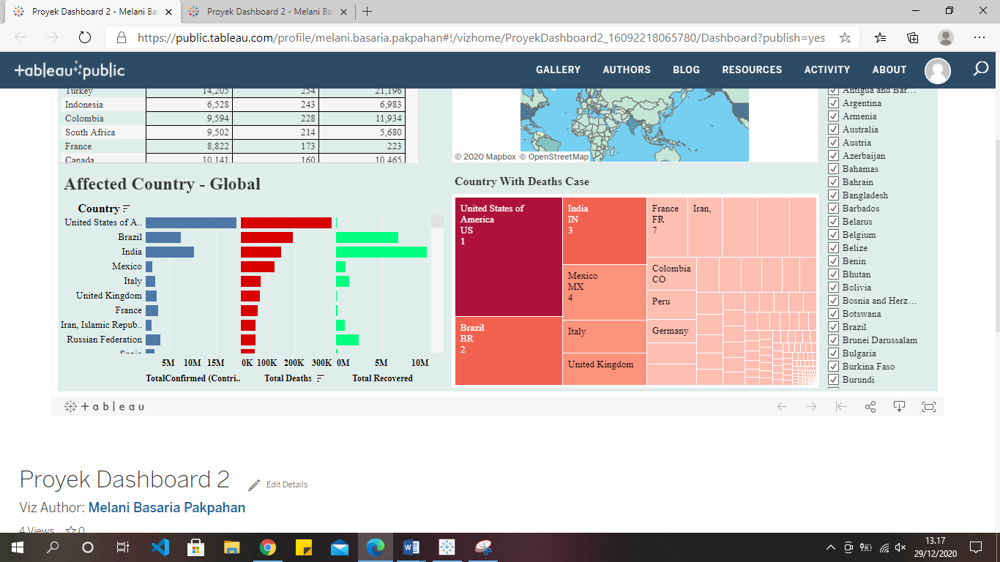 Proyek Dashboard 2 - Melani Ba
Proyek Dashboard 2 - Melani Ba
https://public.tableau.com/profile/melani.basaria.pakpahan#!/vizhome/ProyekDashboard2_16092218065780/Dashboard?publish=yes
+ableau public
GALLERY AUTHORS BLOG RESOURCES ACTIVITY ABOUT
Turkey 14,205 254 21,196
Indonesia 6,528 243 6,983
Colombia 9,594 228 11,934
South Africa 9,502 214 5,680
France 8,822 173 223
Canada 10,141 160 10,465
© 2020 Mapbox © OpenStreetMap
Antigua and Bar…
Argentina
Armenia
Australia
Austria
Azerbaijan
Bahamas
Bahrain
Bangladesh
Barbados
Belarus
Belgium
Belize
Benin
Bhutan
Bolivia
Bosnia and Herz…
Botswana
Brazil
Brunei Darussalam
Bulgaria
Burkina Faso
Burundi
Affected Country - Global
Country
United States of A..
Brazil
India
Mexico
Italy
United Kingdom
France
Iran, Islamic Repub..
Russian Federation
Spain
5M 10M 15M 0K 100K 200K 300K 0M 5M 10M
TotalConfirmed (Contri.. Total Deaths Total Recovered
Country With Deaths Case
United States of
America
US
1
Brazil
BR
2
India
IN
3
Mexico
MX
4
Italy
United Kingdom
France
FR
7
Iran,
Colombia
CO
Peru
Germany
+ableau
Proyek Dashboard 2
Edit Details
Viz Author: Melani Basaria Pakpahan
4 Views 0
13.17
29/12/2020